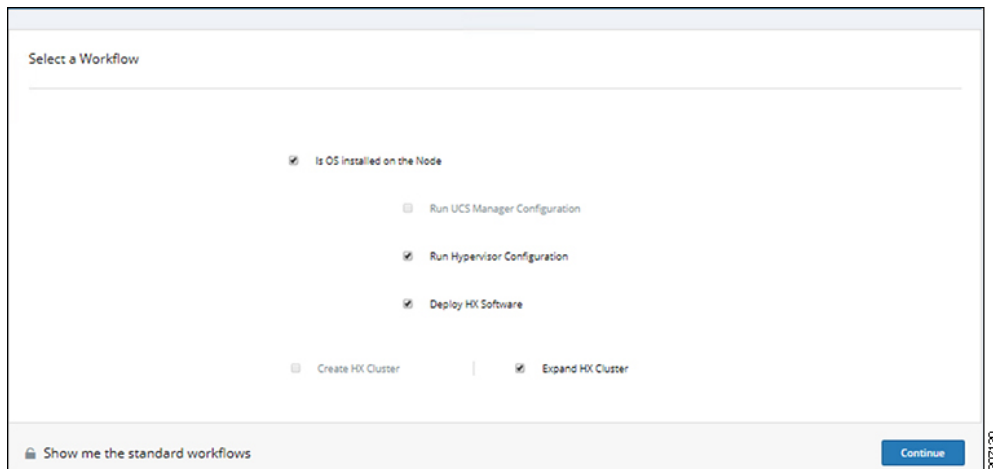 Select a Workflow
Is OS installed on the Node
Run UCS Manager Configuration
Run Hypervisor Configuration
Deploy HX Software
Create HX Cluster
Expand HX Cluster
Show me the standard workflows
Continue